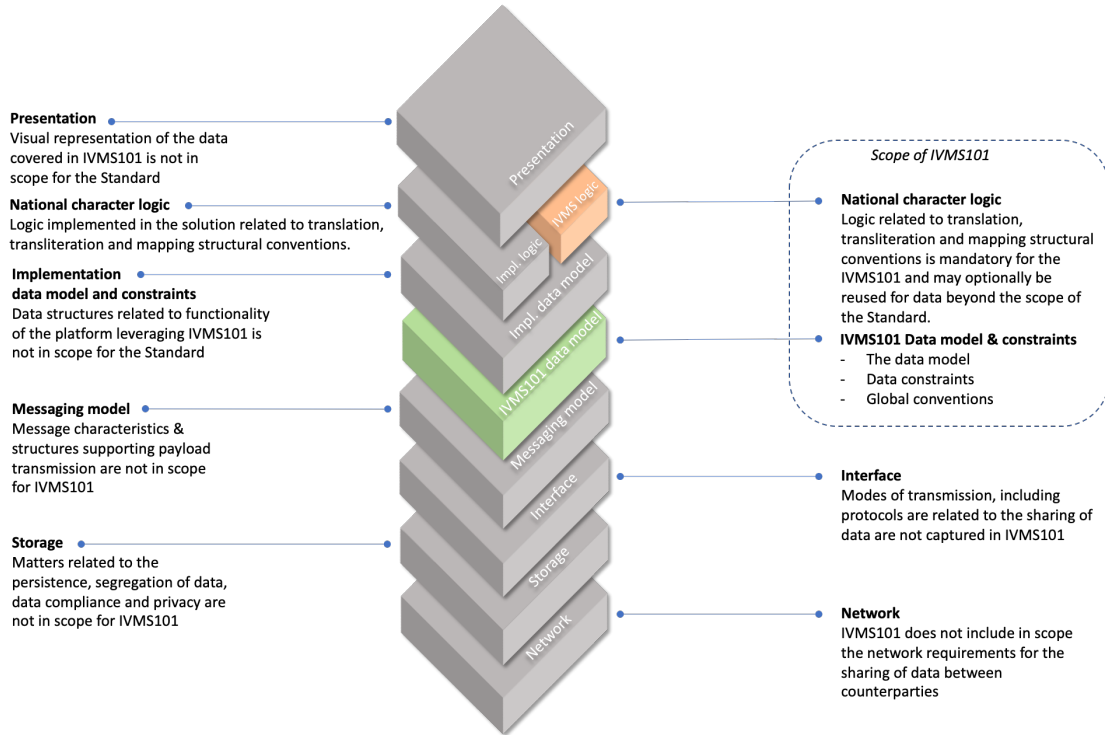 Presentation
Visual representation of the data
covered in IVMS101 is not in
scope for the Standard
National character logic
Logic implemented in the solution related to translation,
transliteration and mapping structural conventions.
Implementation
data model and constraints
Data structures related to functionality
of the platform leveraging IVMS101 is
not in scope for the Standard
Messaging model
Message characteristics &
structures supporting payload
transmission are not in scope
for IVMS101
Storage
Matters related to the
persistence, segregation of data,
data compliance and privacy are
not in scope for IVMS101
Presentation
IVMS logic
Impl. logic
Impl. data model
IVMS101 data model
Messaging model
Interface
Storage
Network
Scope of IVMS101
National character logic
Logic related to translation,
transliteration and mapping structural
conventions is mandatory for the
IVMS101 and may optionally be
reused for data beyond the scope of
the Standard.
IVMS101 Data model & constraints
- The data model
- Data constraints
- Global conventions
Interface
Modes of transmission, including
protocols are related to the sharing of
data are not captured in IVMS101
Network
IVMS101 does not include in scope
the network requirements for the
sharing of data between
counterparties